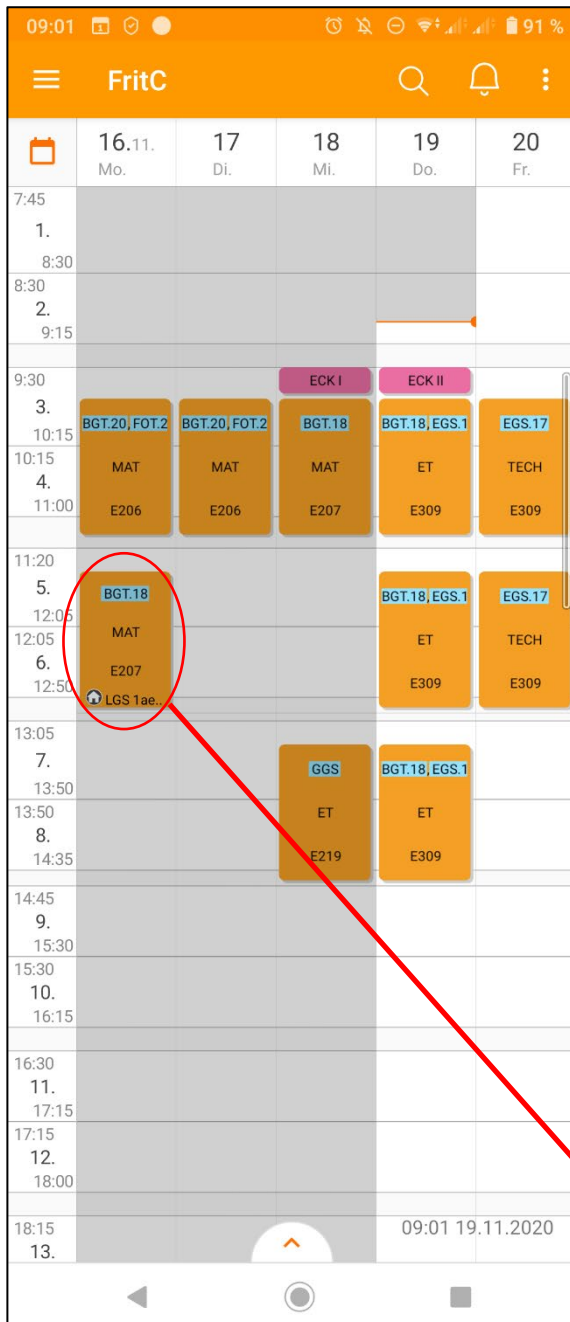 09:01 1 91 %
FritC
16.11. 17 18 19 20
Mo. Di. Mi. Do. Fr.
7:45
1.
8:30
8:30
2.
9:15
9:30
ECK I ECK II
3.
BGT.20, FOT.2 BGT.20, FOT.2 BGT.18 BGT.18, EGS.1 EGS.17
10:15
10:15
MAT MAT MAT ET TECH
4.
11:00
E206 E206 E207 E309 E309
11:20
5.
BGT.18 BGT.18, EGS.1 EGS.17
12:05
12:05
MAT ET TECH
6.
E207 E309 E309
12:50
LGS 1ae..
13:05
7.
GGS BGT.18, EGS.1
13:50
13:50
ET ET
8.
14:35
E219 E309
14:45
9.
15:30
15:30
10.
16:15
16:30
11.
17:15
17:15
12.
18:00
18:15
09:01 19.11.2020
13.